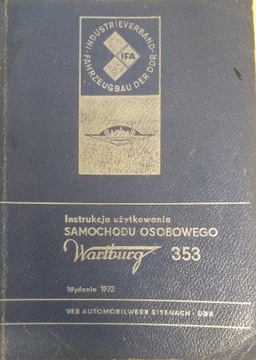 INDUSTRIEVERBAND
FAHRZEUGBAU DER DDR
IFA
Instrukcja użytkowania
SAMOCHODU OSOBOWEGO
Wartburg 353
Wydanie 1972
VEB AUTOMOBILWERK EISENACH - DDR